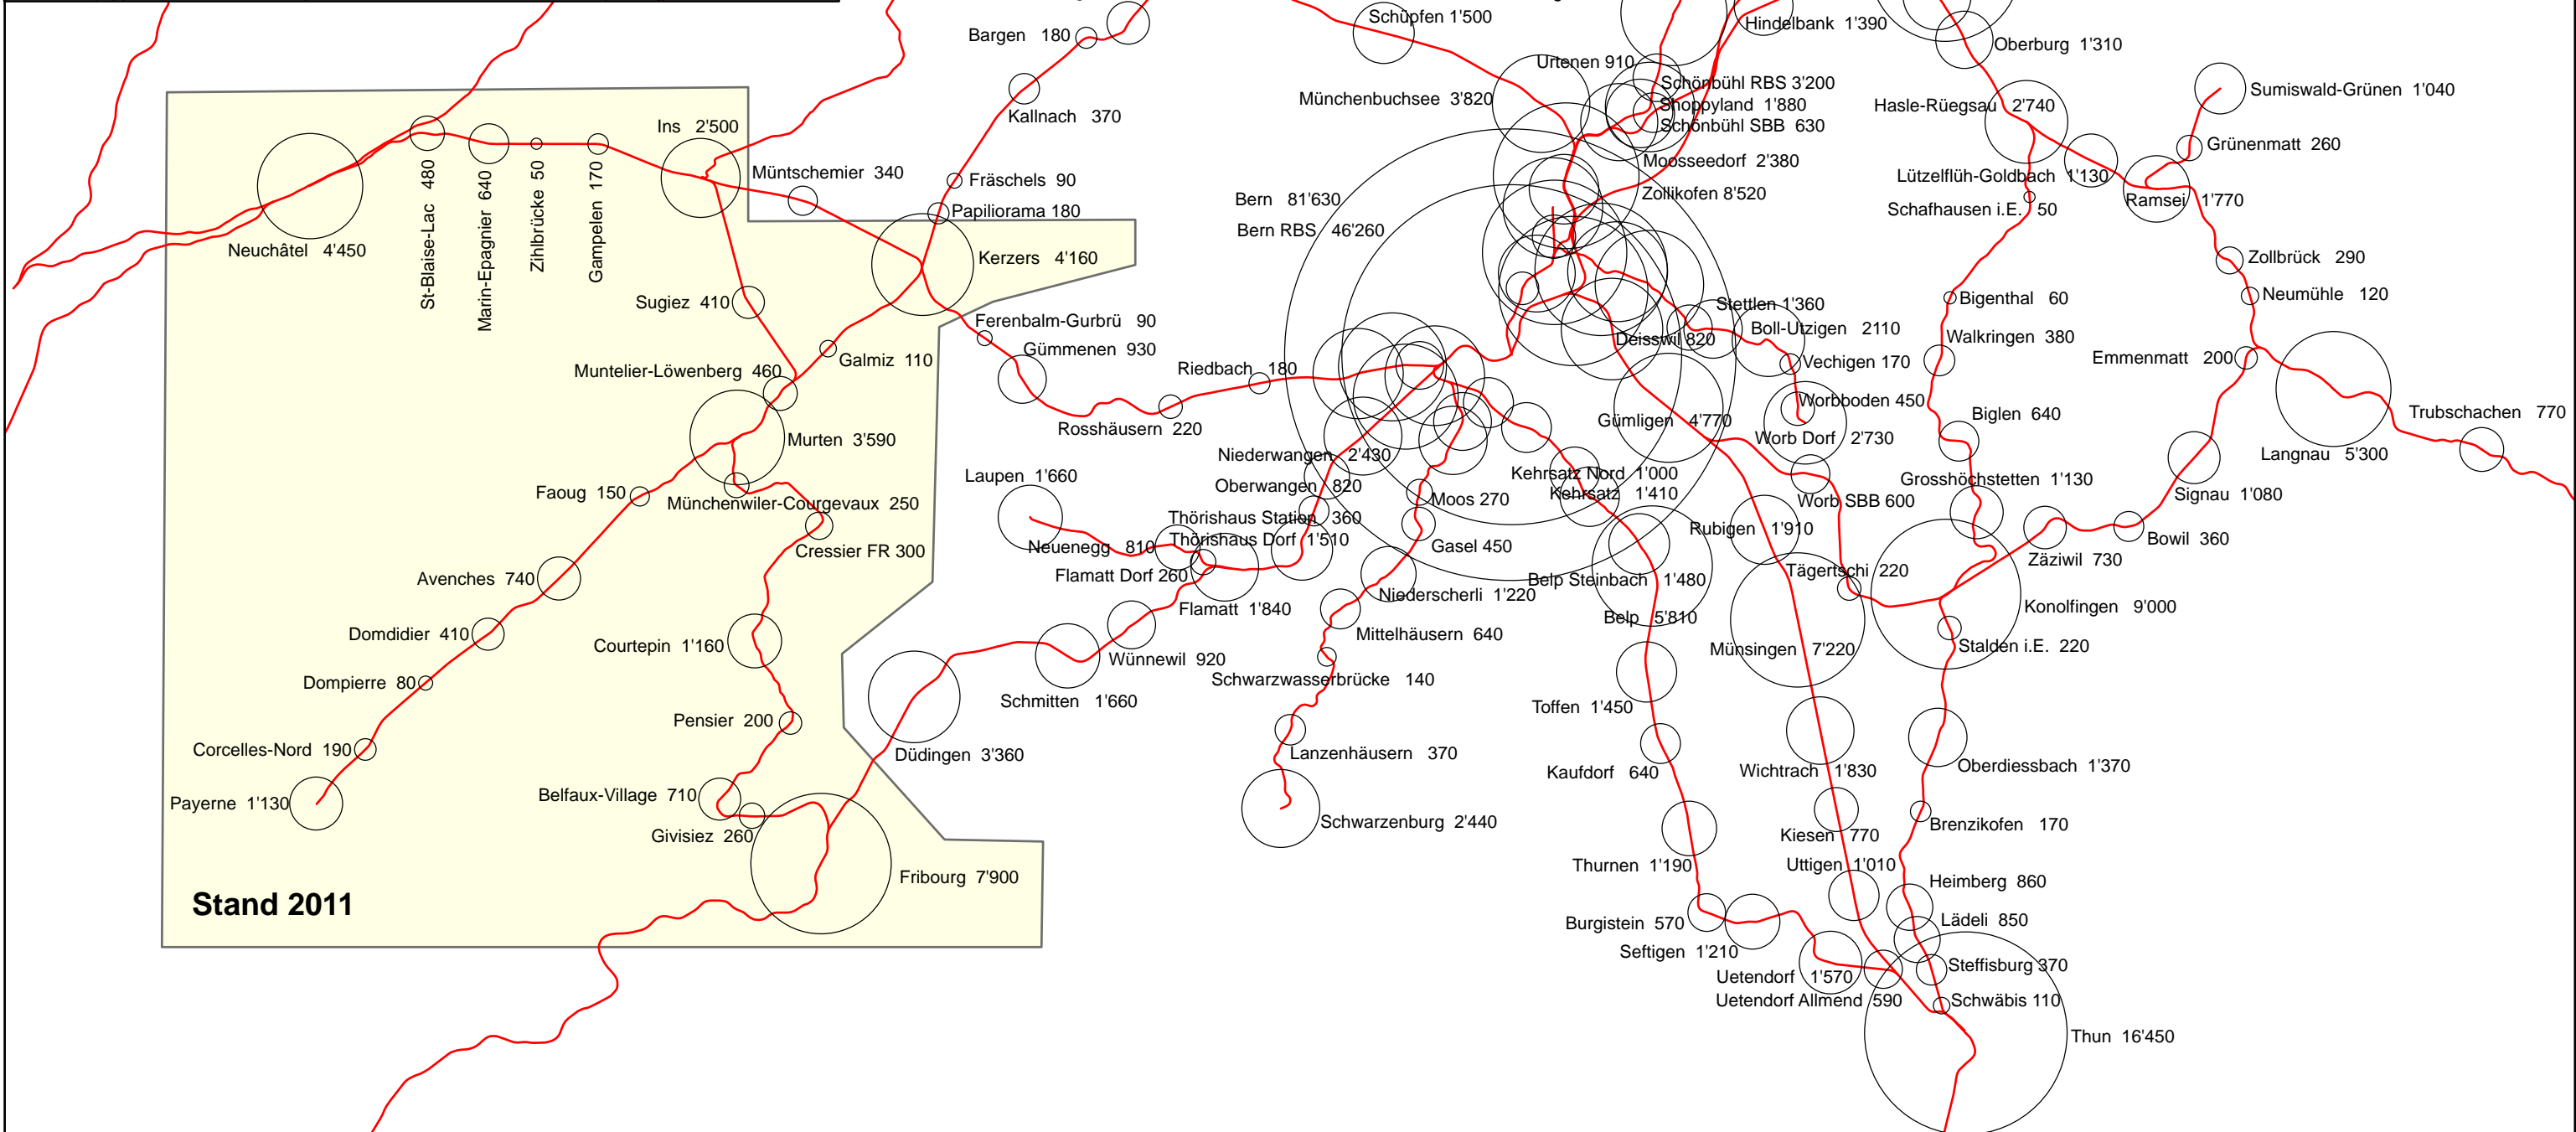 Schüpfen 1'500
Hindelbank 1'390
Bargen 180
Oberburg 1'310
Urtenen 910
Schönbühl RBS 3'200
Sumiswald-Grünen 1'040
Münchenbuchsee 3'820
Shoppyland 1'880
Hasle-Rüegsau 2'740
Kallnach 370
Schönbühl SBB 630
Ins 2'500
Grünenmatt 260
Moosseedorf 2'380
Müntschemier 340
Lützelflüh-Goldbach 1'130
Fräschels 90
Zollikofen 8'520
Bern 81'630
Ramsei 1'770
Papiliorama 180
Schafhausen i.E. 50
Bern RBS 46'260
Neuchâtel 4'450
St-Blaise-Lac 480
Marin-Epagnier 640
Zihlbrücke 50
Gampelen 170
Kerzers 4'160
Zollbrück 290
Neumühle 120
Bigenthal 60
Sugiez 410
Stettlen 1'360
Ferenbalm-Gurbrü 90
Boll-Utzigen 2110
Deisswil 820
Walkringen 380
Gümmenen 930
Galmiz 110
Emmenmatt 200
Vechigen 170
Riedbach 180
Muntelier-Löwenberg 460
Worbboden 450
Trubschachen 770
Biglen 640
Gümligen 4'770
Rosshäusern 220
Murten 3'590
Worb Dorf 2'730
Langnau 5'300
Niederwangen 2'430
Laupen 1'660
Kehrsatz Nord 1'000
Grosshöchstetten 1'130
Oberwangen 820
Faoug 150
Kehrsatz 1'410
Signau 1'080
Moos 270
Worb SBB 600
Münchenwiler-Courgevaux 250
Thörishaus Station 360
Rubigen 1'910
Thörishaus Dorf 1'510
Bowil 360
Neuenegg 810
Gasel 450
Cressier FR 300
Zäziwil 730
Tägertschi 220
Flamatt Dorf 260
Avenches 740
Belp Steinbach 1'480
Niederscherli 1'220
Konolfingen 9'000
Flamatt 1'840
Belp 5'810
Domdidier 410
Mittelhäusern 640
Courtepin 1'160
Stalden i.E. 220
Münsingen 7'220
Wünnewil 920
Schwarzwasserbrücke 140
Dompierre 80
Schmitten 1'660
Toffen 1'450
Pensier 200
Corcelles-Nord 190
Düdingen 3'360
Lanzenhäusern 370
Oberdiessbach 1'370
Wichtrach 1'830
Kaufdorf 640
Belfaux-Village 710
Payerne 1'130
Schwarzenburg 2'440
Brenzikofen 170
Kiesen 770
Givisiez 260
Thurnen 1'190
Uttigen 1'010
Fribourg 7'900
Heimberg 860
Stand 2011
Lädeli 850
Burgistein 570
Seftigen 1'210
Steffisburg 370
Uetendorf 1'570
Uetendorf Allmend 590
Schwäbis 110
Thun 16'450